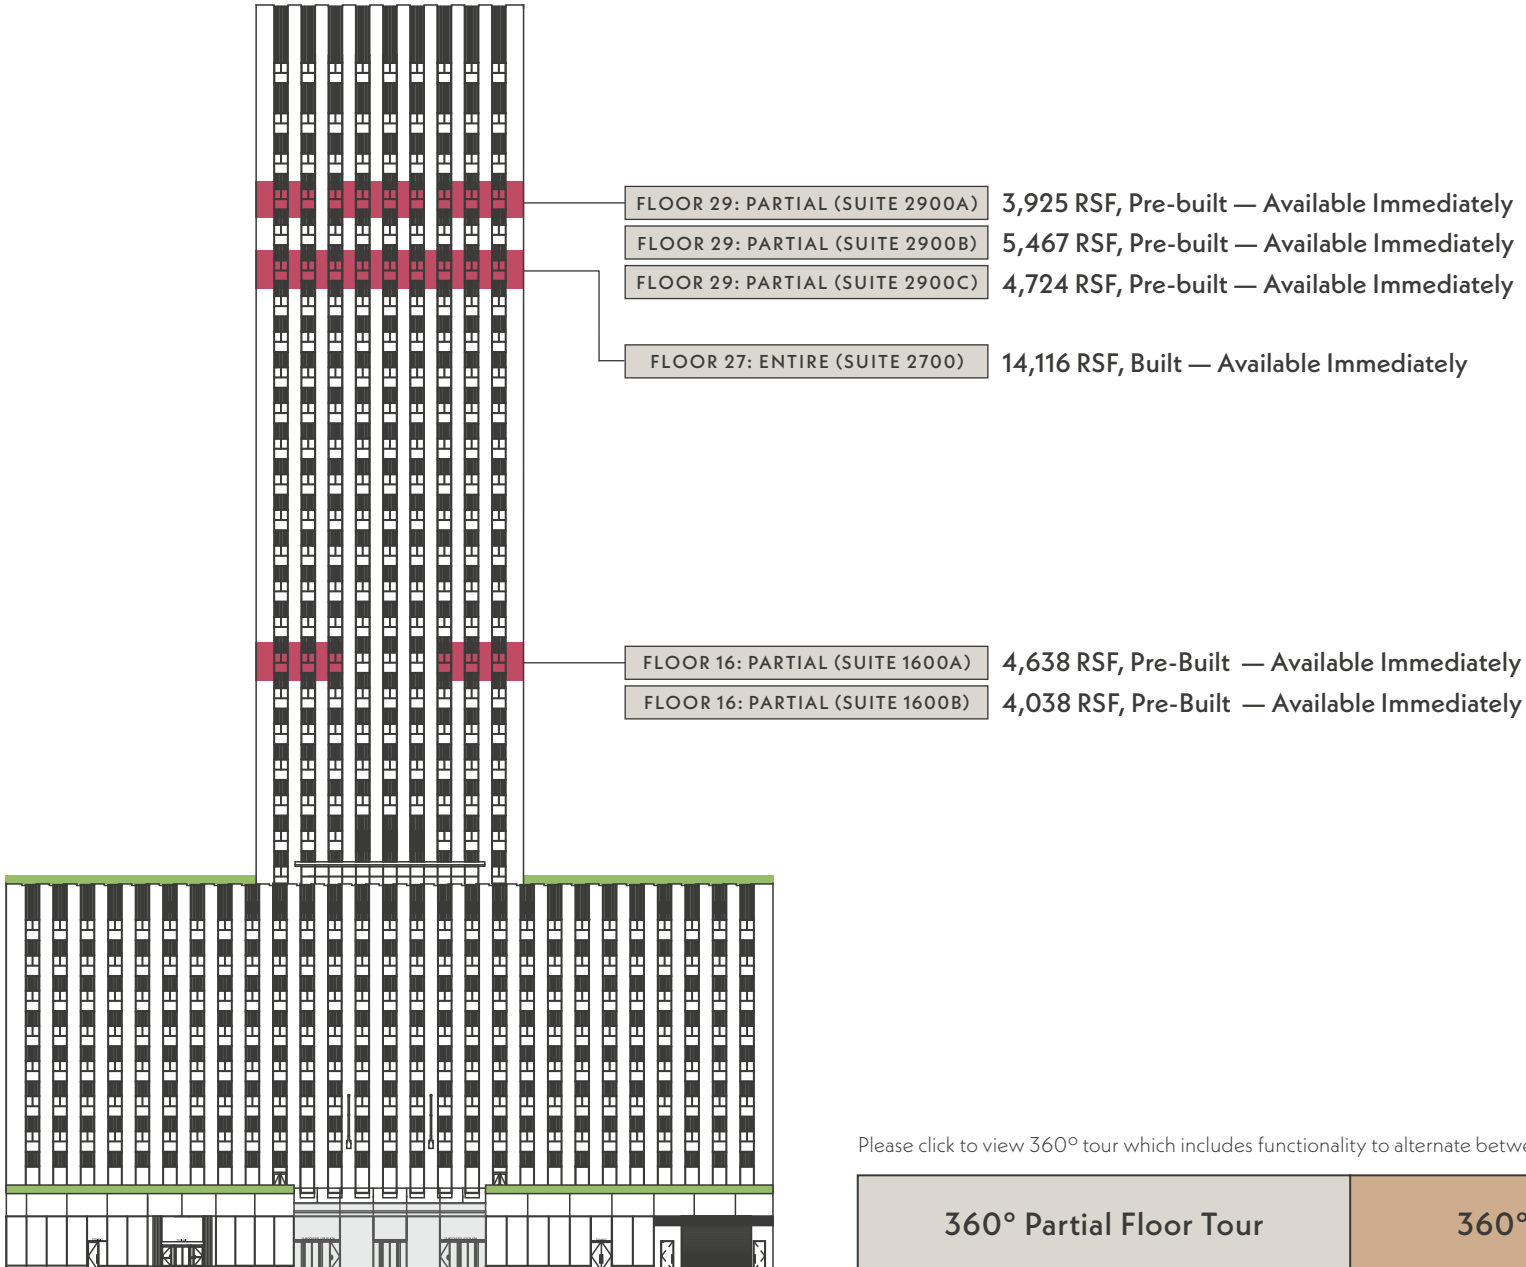 FLOOR 29: PARTIAL (SUITE 2900A) 3,925 RSF, Pre-built — Available Immediately
FLOOR 29: PARTIAL (SUITE 2900B) 5,467 RSF, Pre-built — Available Immediately
FLOOR 29: PARTIAL (SUITE 2900C) 4,724 RSF, Pre-built — Available Immediately
FLOOR 27: ENTIRE (SUITE 2700) 14,116 RSF, Built — Available Immediately
FLOOR 16: PARTIAL (SUITE 1600A) 4,638 RSF, Pre-Built — Available Immediately
FLOOR 16: PARTIAL (SUITE 1600B) 4,038 RSF, Pre-Built — Available Immediately
Please click to view 360° tour which includes functionality to alternate betwe
360° Partial Floor Tour
360°